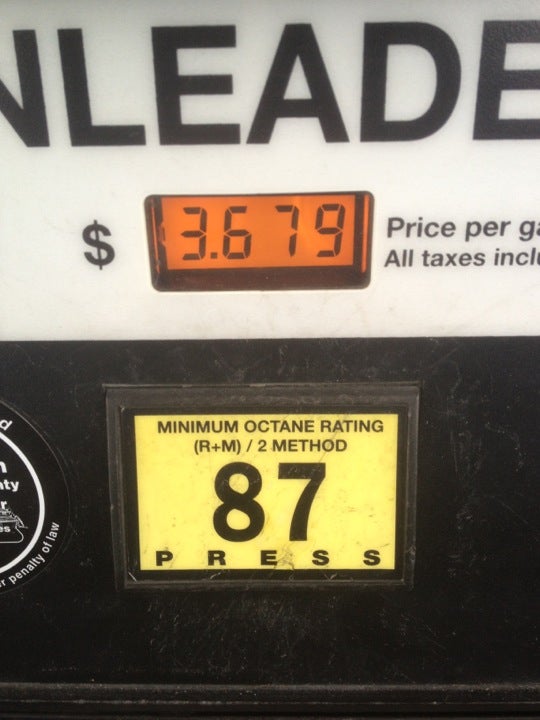 NLEADE
$ 3.679
Price per ga
All taxes inclu
MINIMUM OCTANE RATING
(R+M) / 2 METHOD
87
PRESS
r penalty of law